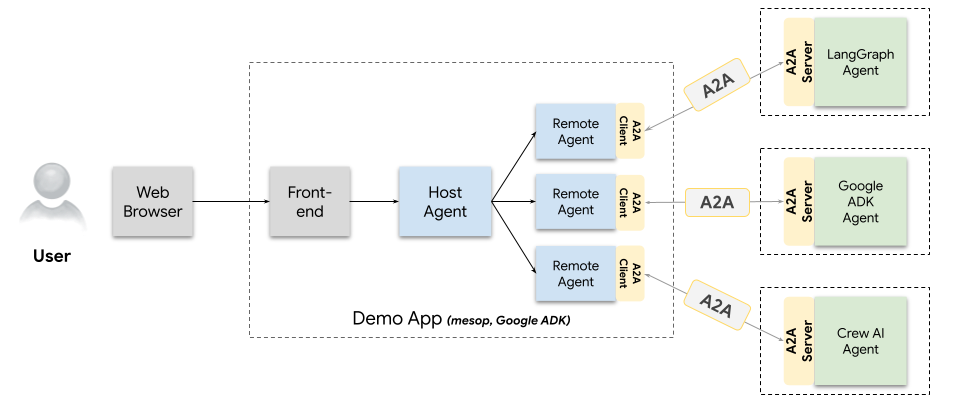 User
Web
Browser
Front-
end
Host
Agent
Remote
Agent
A2A
Client
Remote
Agent
A2A
Client
Remote
Agent
A2A
Client
Demo App (mesop, Google ADK)
A2A
A2A
A2A
A2A
Server
LangGraph
Agent
A2A
Server
Google
ADK
Agent
A2A
Server
Crew AI
Agent